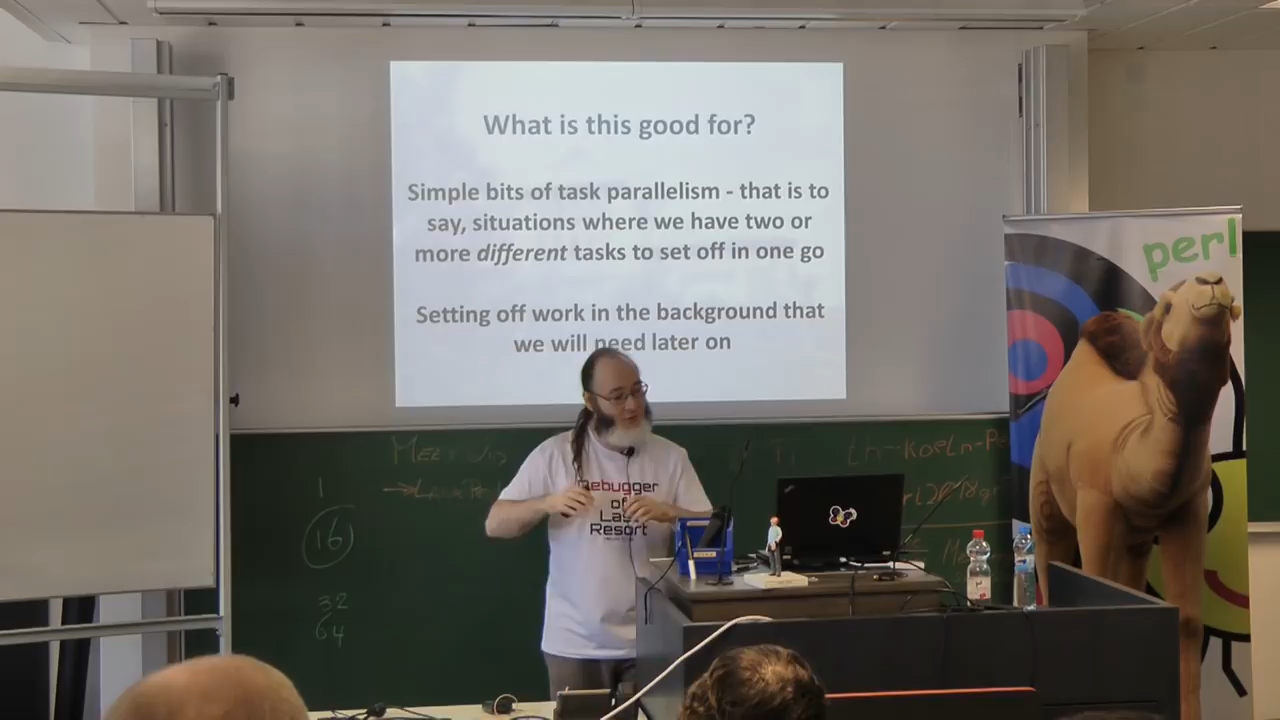 What is this good for?
Simple bits of task parallelism - that is to
say, situations where we have two or
more different tasks to set off in one go
Setting off work in the background that
we will need later on
perl
Debugger
of
Last
Resort
1
16
32
64